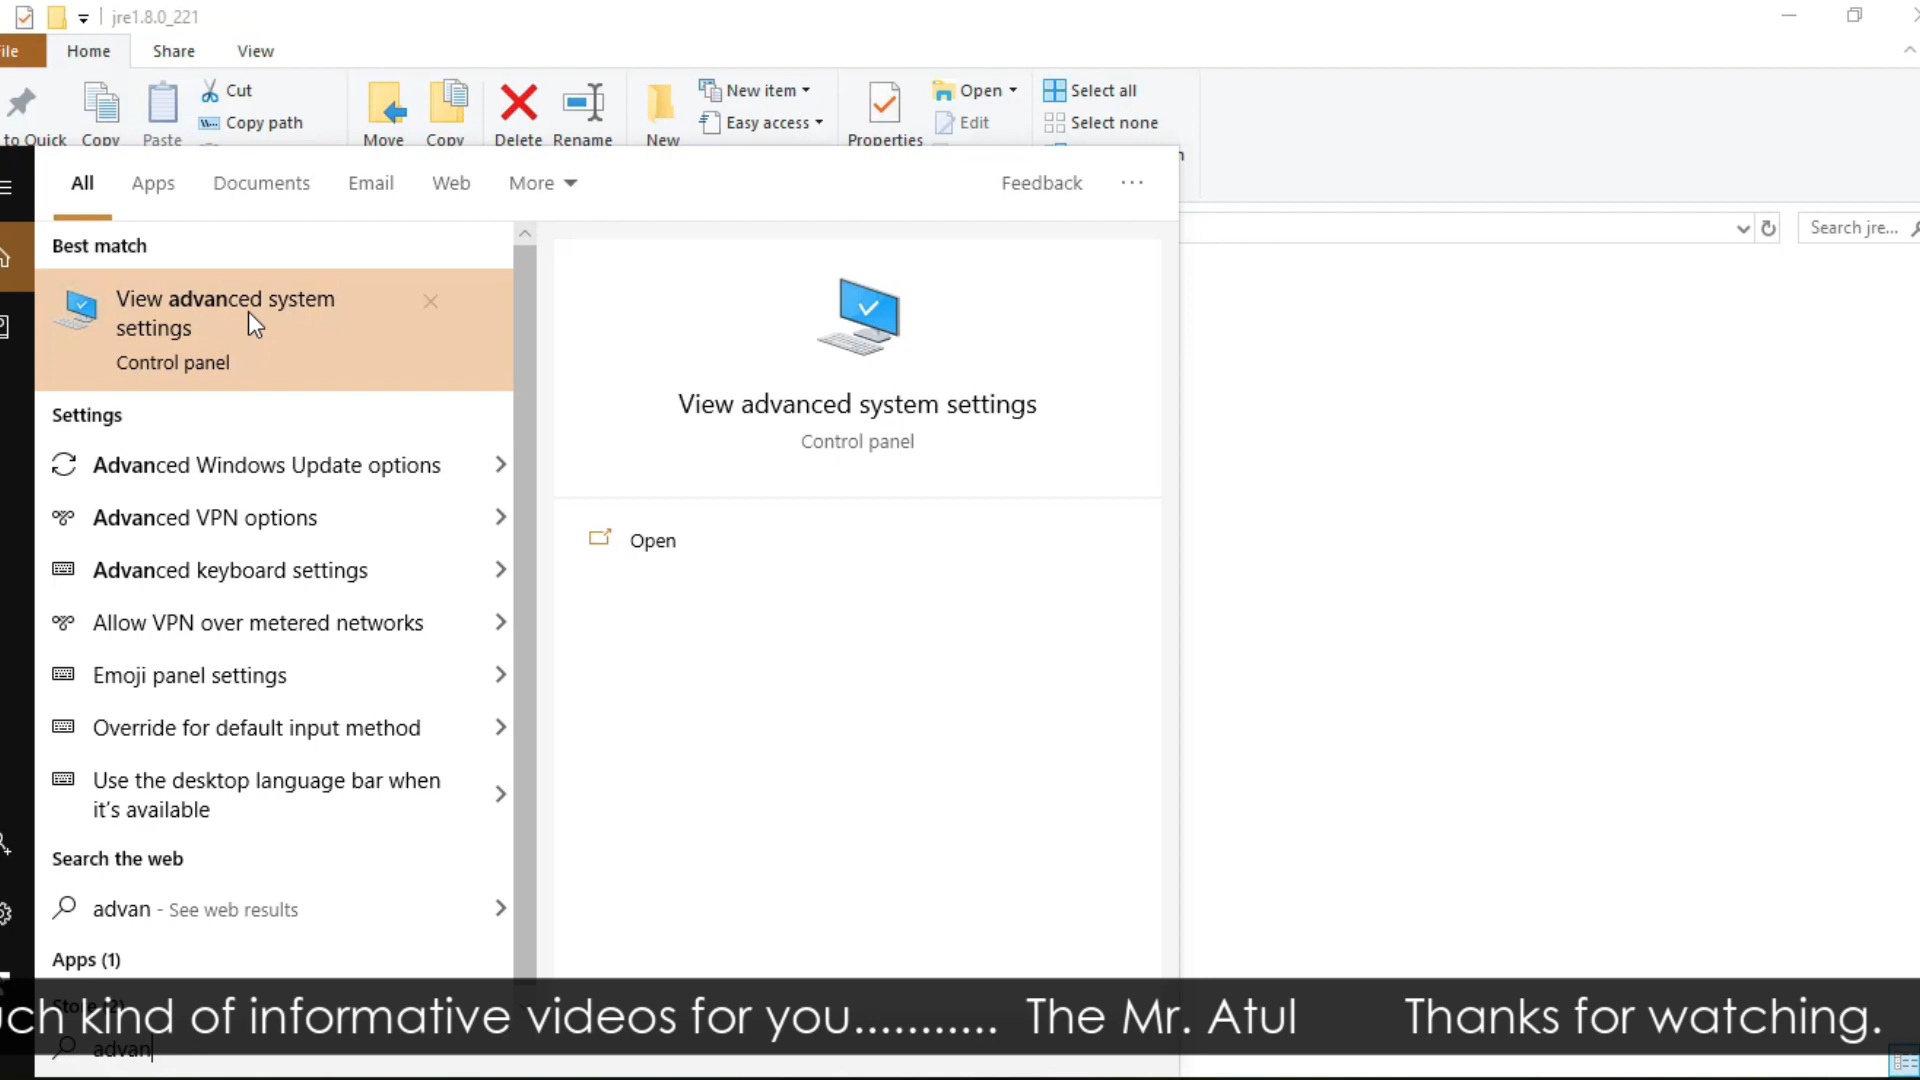 jre1.8.0_221
File
Home
Share
View
Cut
Copy path
New item
Easy access
Open
Edit
Select all
Select none
to Quick
Copy
Paste
Move
Copy
Delete
Rename
New
Properties
All
Apps
Documents
Email
Web
More
Feedback
Search jre...
Best match
View advanced system
settings
Control panel
Settings
Advanced Windows Update options
Advanced VPN options
Advanced keyboard settings
Allow VPN over metered networks
Emoji panel settings
Override for default input method
Use the desktop language bar when
it's available
Search the web
advan - See web results
Apps (1)
Store (2)
View advanced system settings
Control panel
Open
uch kind of informative videos for you........... The Mr. Atul Thanks for watching.
advan